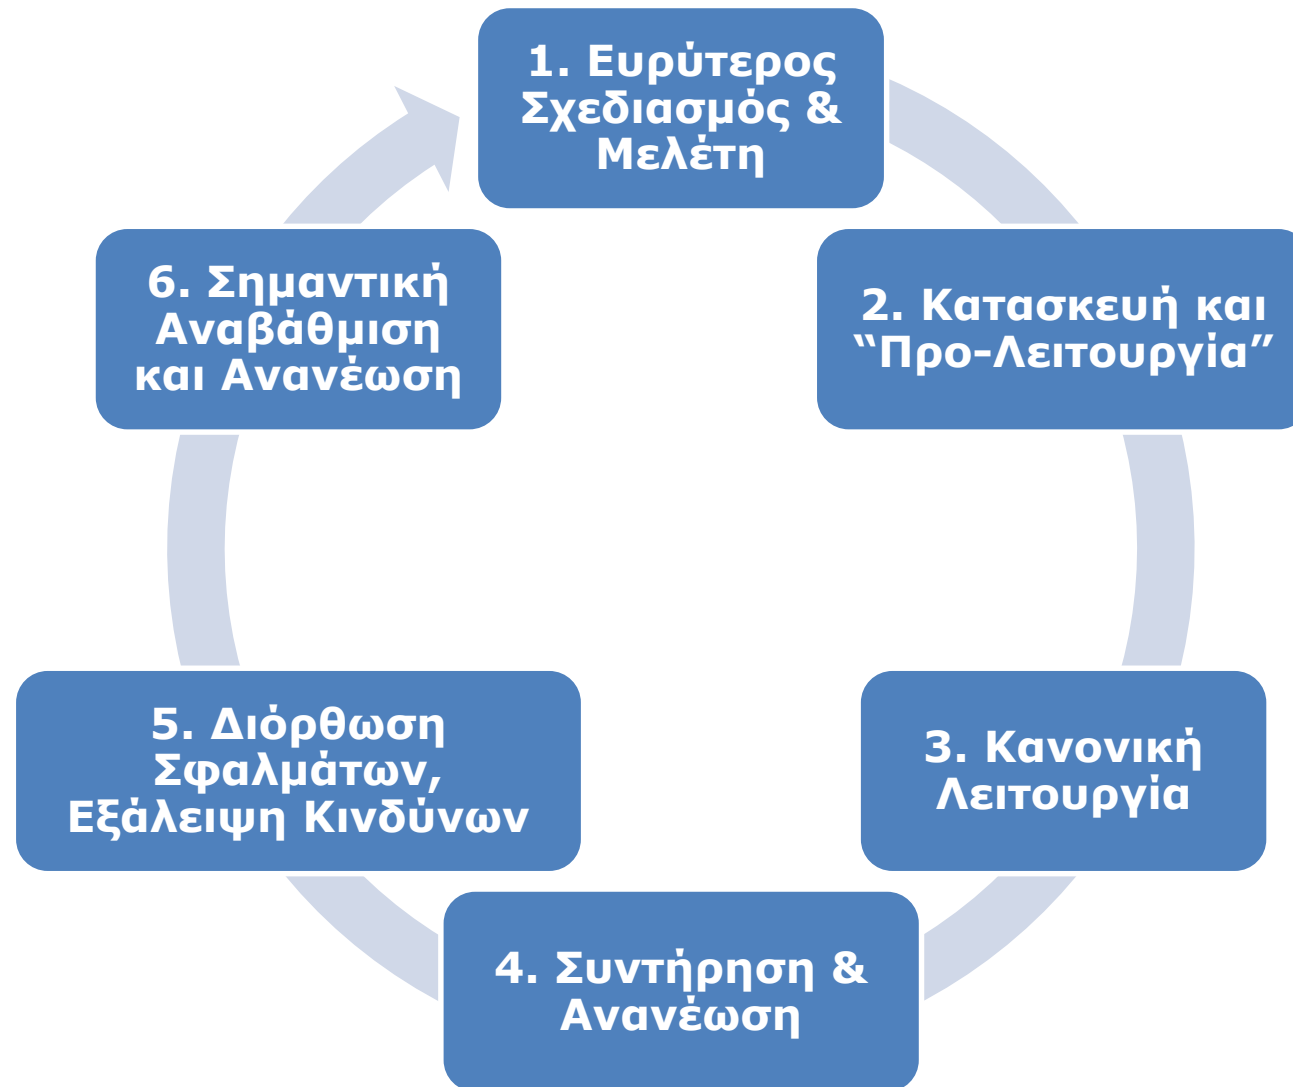 1. Ευρύτερος
Σχεδιασμός &
Μελέτη
2. Κατασκευή και
“Προ-Λειτουργία”
3. Κανονική
Λειτουργία
4. Συντήρηση &
Ανανέωση
5. Διόρθωση
Σφαλμάτων,
Εξάλειψη Κινδύνων
6. Σημαντική
Αναβάθμιση
και Ανανέωση